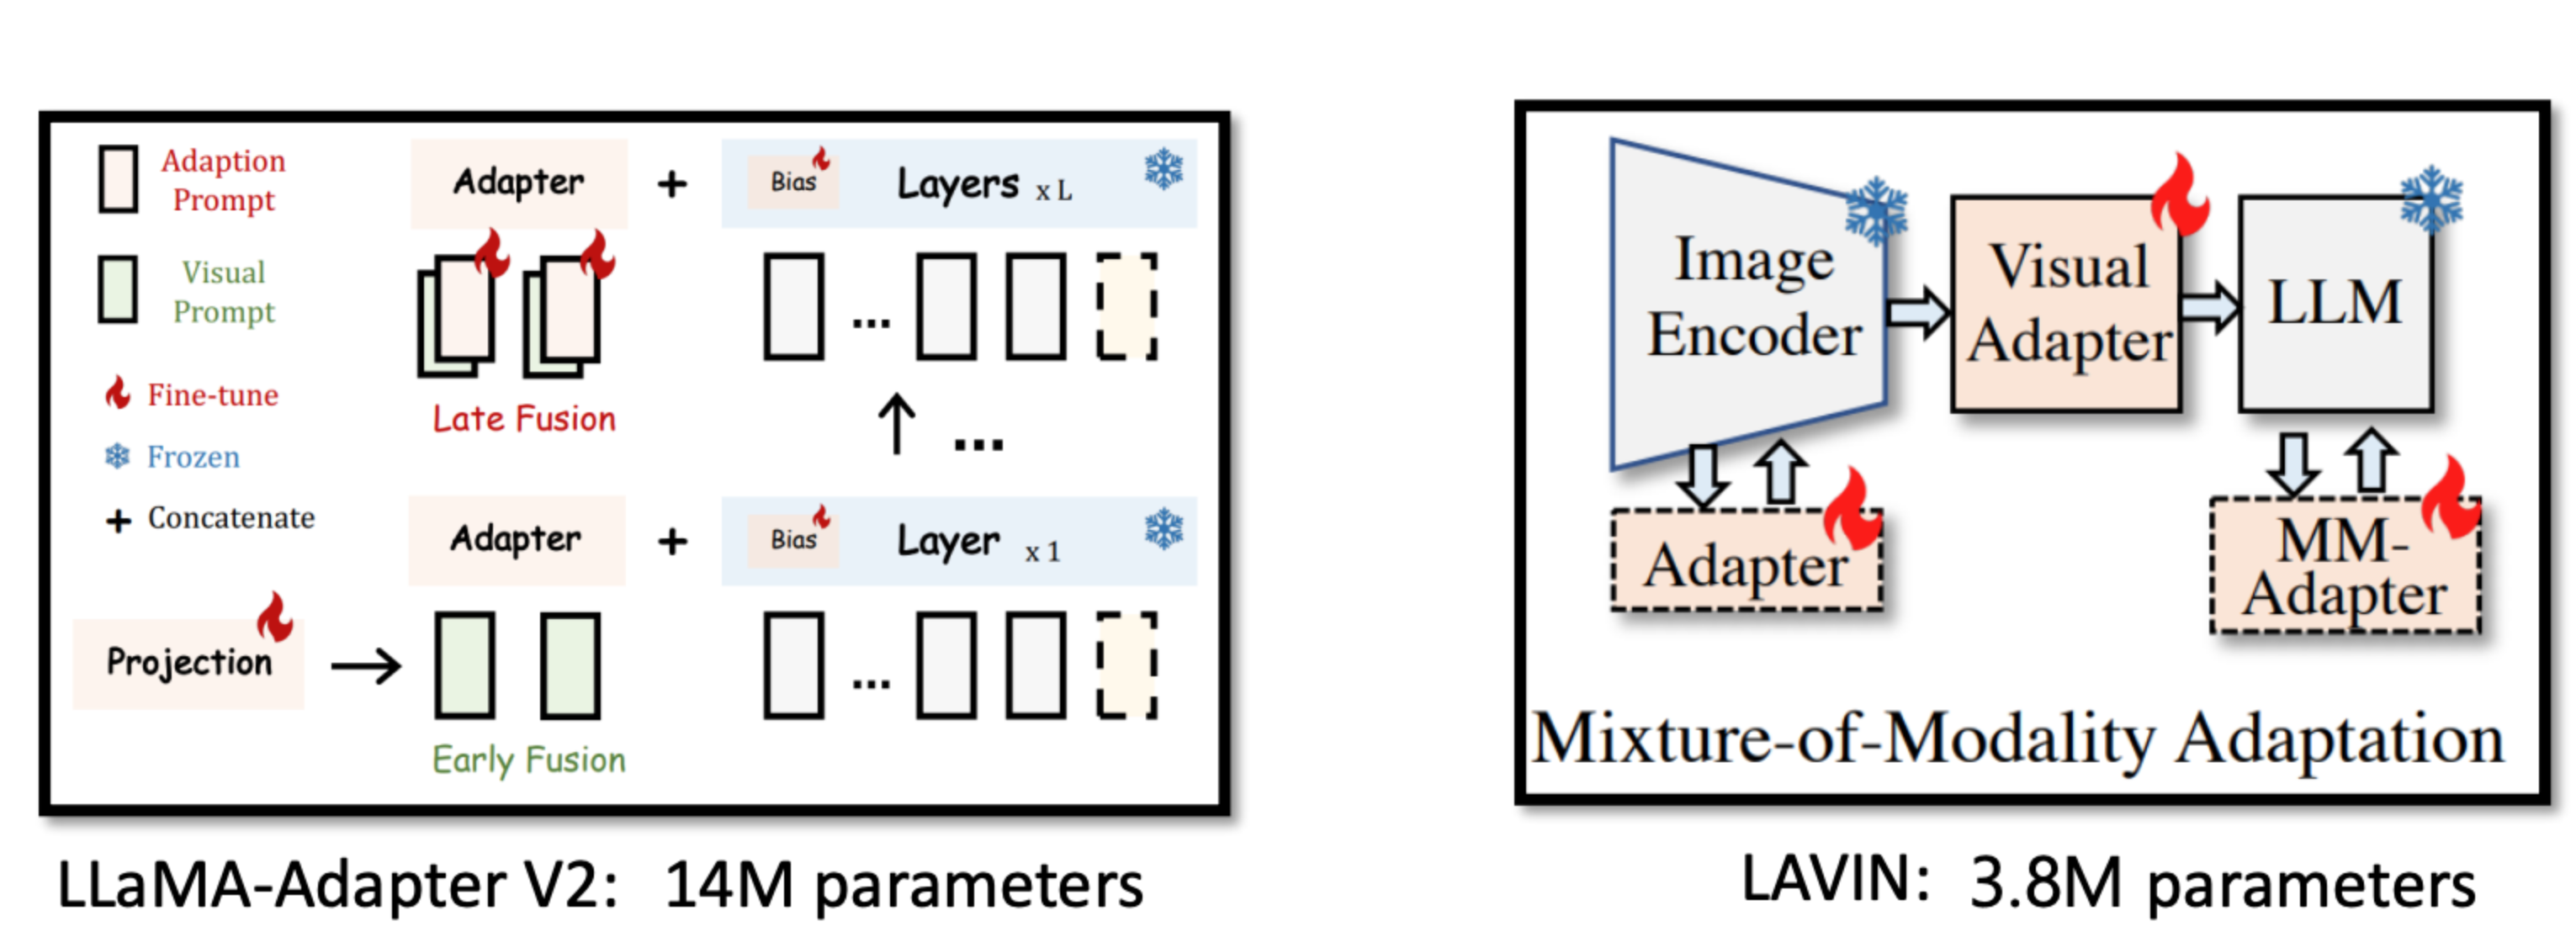 Adaption
Prompt
Visual
Prompt
Fine-tune
Frozen
+ Concatenate
Adapter + Bias Layers x L
...
Late Fusion
...
Adapter + Bias Layer x 1
Projection
...
Early Fusion
LLaMA-Adapter V2: 14M parameters
Image
Encoder
Visual
Adapter
LLM
Adapter
MM-
Adapter
Mixture-of-Modality Adaptation
LAVIN: 3.8M parameters